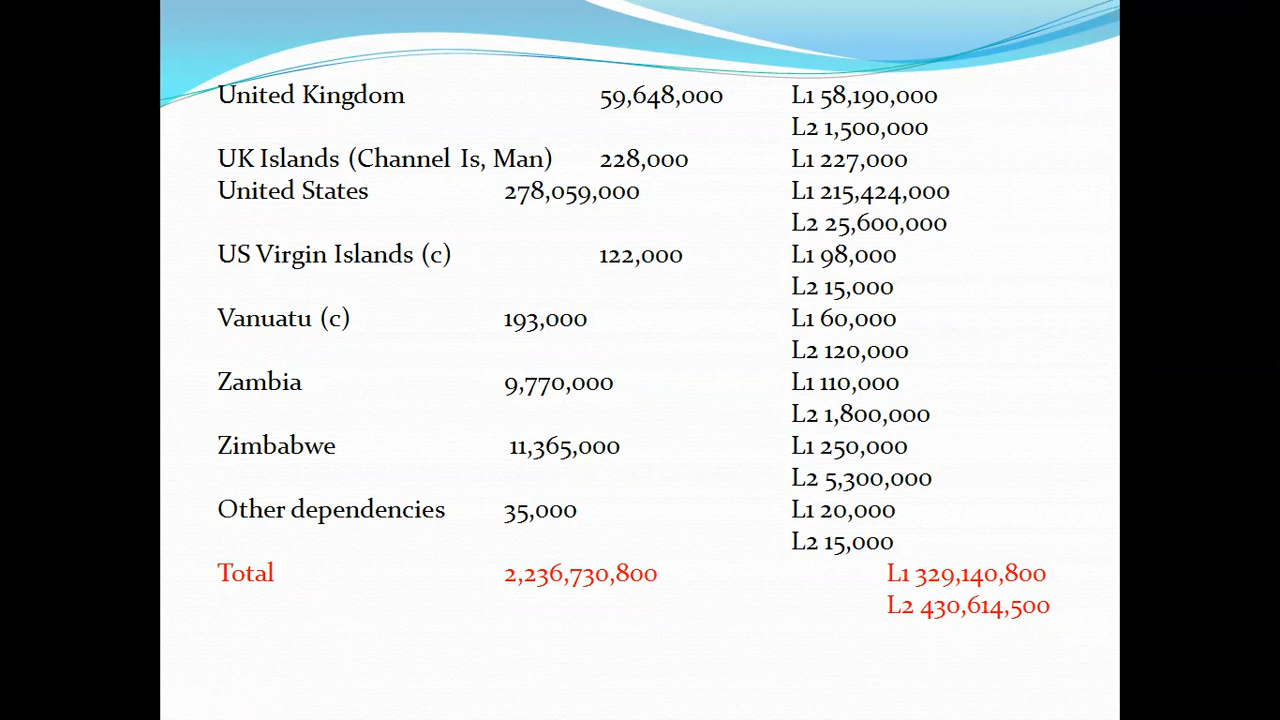 United Kingdom 59,648,000 L1 58,190,000
L2 1,500,000
UK Islands (Channel Is, Man) 228,000 L1 227,000
United States 278,059,000 L1 215,424,000
L2 25,600,000
US Virgin Islands (c) 122,000 L1 98,000
L2 15,000
Vanuatu (c) 193,000 L1 60,000
L2 120,000
Zambia 9,770,000 L1 110,000
L2 1,800,000
Zimbabwe 11,365,000 L1 250,000
L2 5,300,000
Other dependencies 35,000 L1 20,000
L2 15,000
Total 2,236,730,800 L1 329,140,800
L2 430,614,500